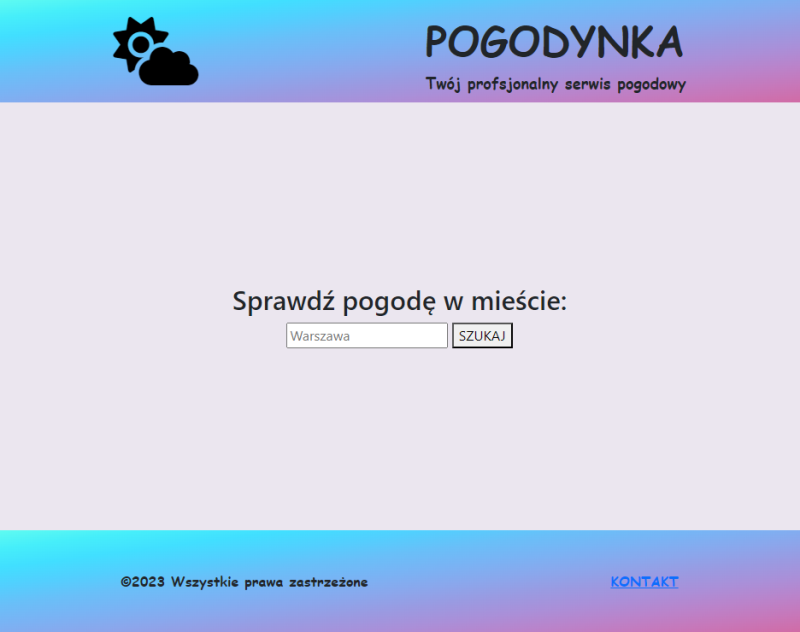 POGODYNKA
Twój profsjonalny serwis pogodowy
Sprawdź pogodę w mieście:
Warszawa SZUKAJ
©2023 Wszystkie prawa zastrzeżone KONTAKT